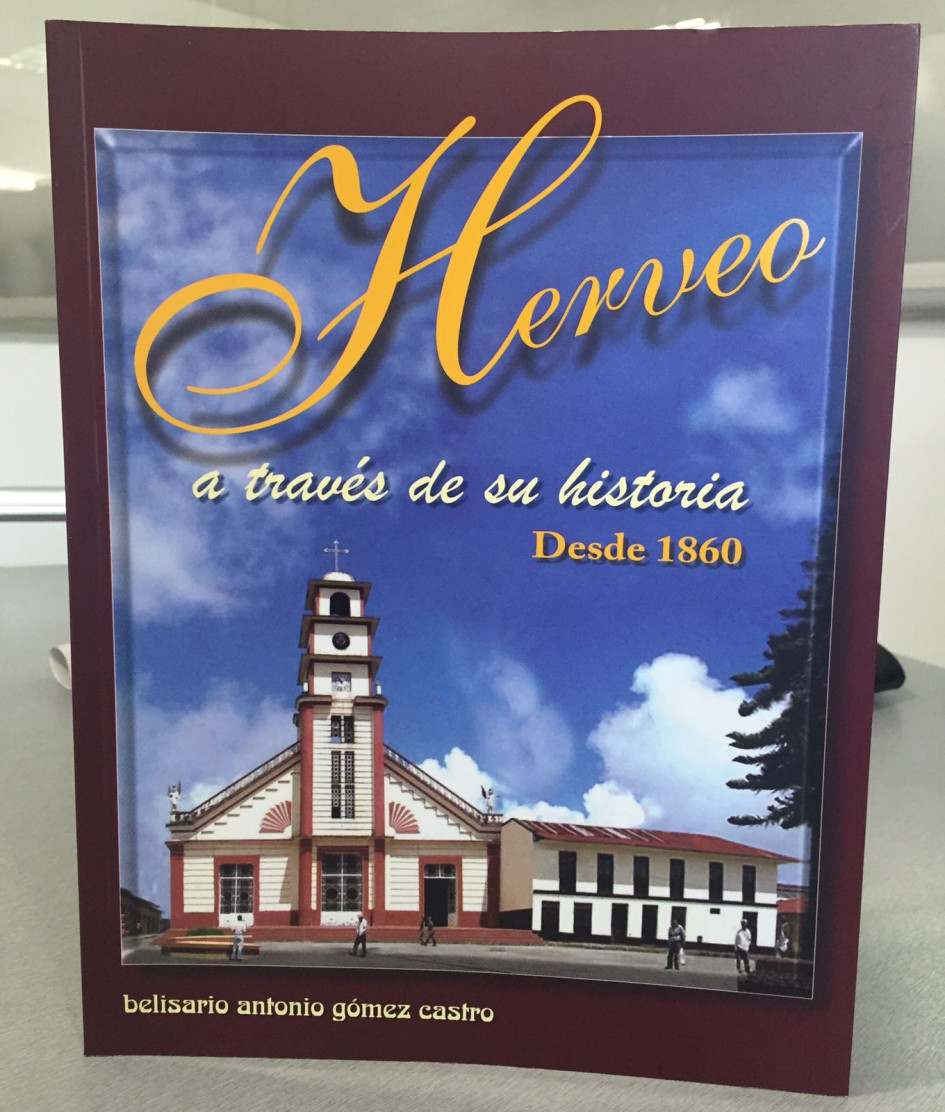 Herveo
a través de su historia
Desde 1860
belisario antonio gómez castro